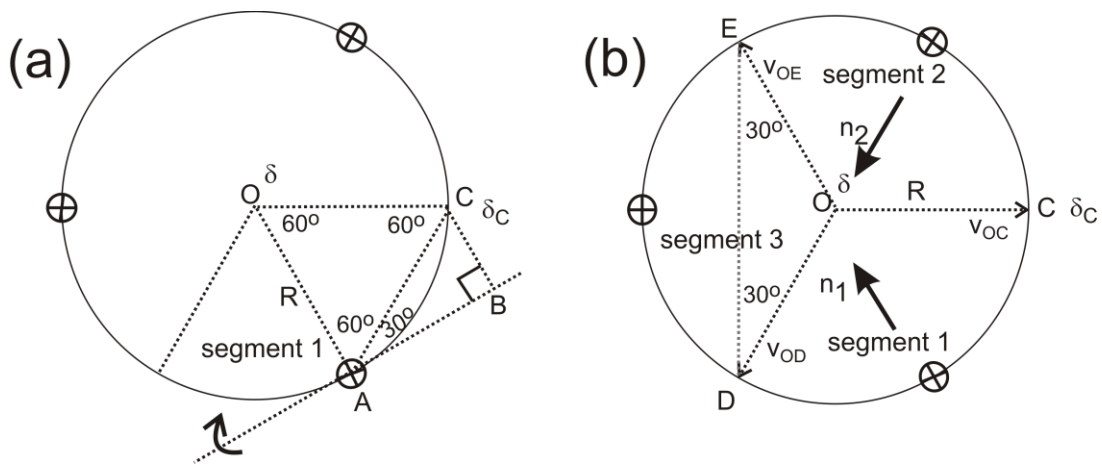 (a)
O δ
60º
60º
C
δC
R
60º
30º
B
segment 1
A
(b)
E
vOE
segment 2
30º
n2
δ
O
R
C δC
vOC
segment 3
30º
n1
segment 1
vOD
D